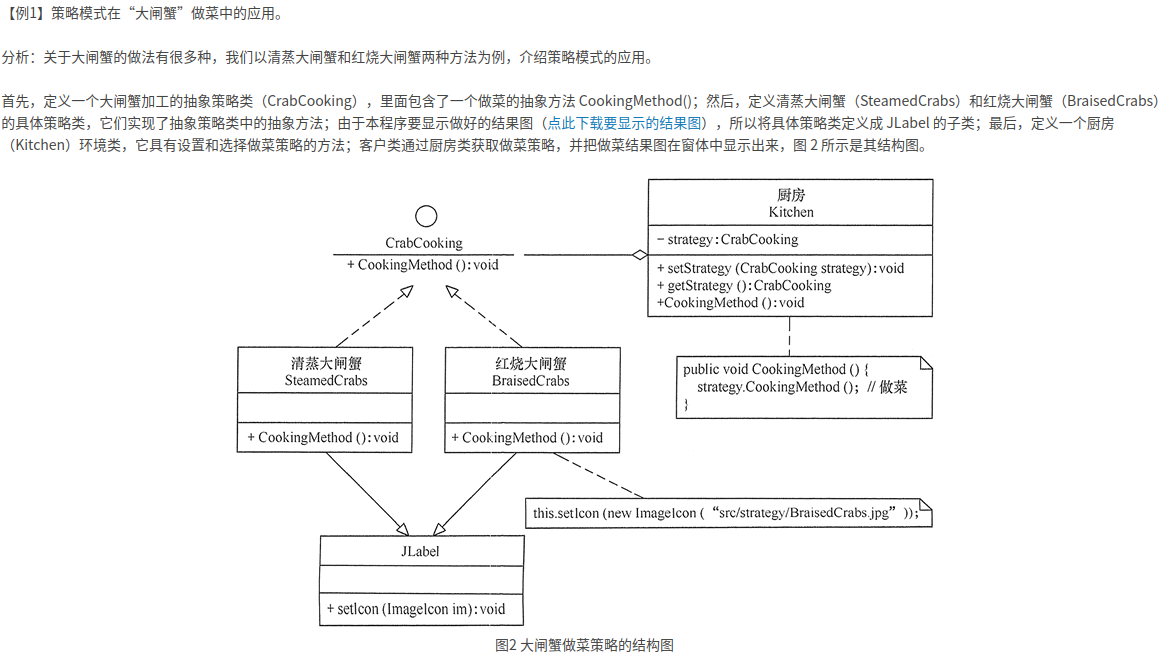 【例1】策略模式在“大闸蟹”做菜中的应用。
分析：关于大闸蟹的做法有很多种，我们以清蒸大闸蟹和红烧大闸蟹两种方法为例，介绍策略模式的应用。
首先，定义一个大闸蟹加工的抽象策略类（CrabCooking），里面包含了一个做菜的抽象方法 CookingMethod()；然后，定义清蒸大闸蟹（SteamedCrabs）和红烧大闸蟹（BraisedCrabs）
的具体策略类，它们实现了抽象策略类中的抽象方法；由于本程序要显示做好的结果图（点此下载要显示的结果图），所以将具体策略类定义成 JLabel 的子类；最后，定义一个厨房
（Kitchen）环境类，它具有设置和选择做菜策略的方法；客户类通过厨房类获取做菜策略，并把做菜结果图在窗体中显示出来，图 2 所示是其结构图。
CrabCooking
+ CookingMethod ():void
厨房
Kitchen
− strategy:CrabCooking
+ setStrategy (CrabCooking strategy):void
+ getStrategy ():CrabCooking
+CookingMethod ():void
清蒸大闸蟹
SteamedCrabs
+ CookingMethod ():void
红烧大闸蟹
BraisedCrabs
+ CookingMethod ():void
public void CookingMethod () {
strategy.CookingMethod ();  // 做菜
}
this.setIcon (new ImageIcon (“src/strategy/BraisedCrabs.jpg”));
JLabel
+ setIcon (ImageIcon im):void
图2 大闸蟹做菜策略的结构图